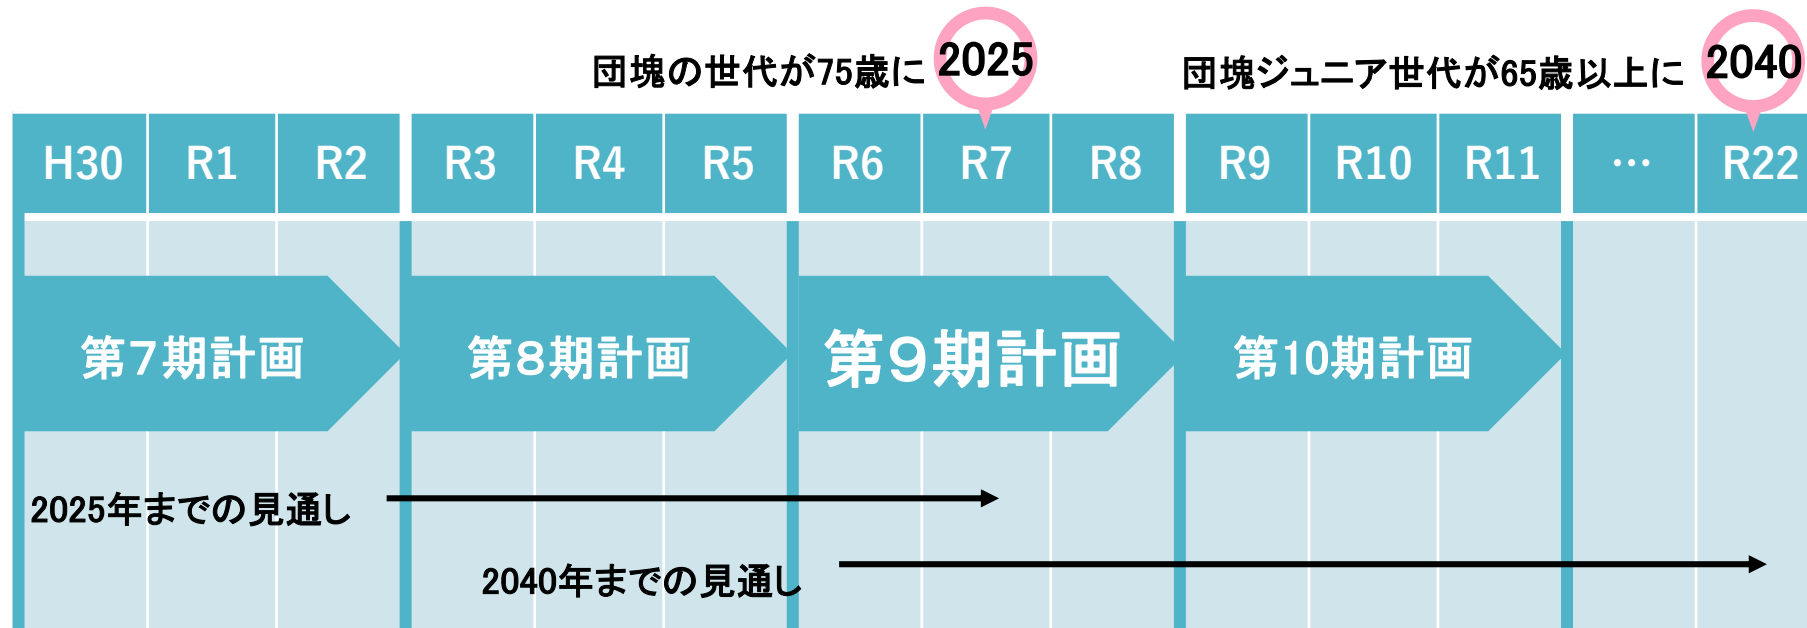 団塊の世代が75歳に
2025
団塊ジュニア世代が65歳以上に
2040
H30 R1 R2 R3 R4 R5 R6 R7 R8 R9 R10 R11 … R22
第７期計画 第８期計画 第９期計画 第10期計画
2025年までの見通し
2040年までの見通し